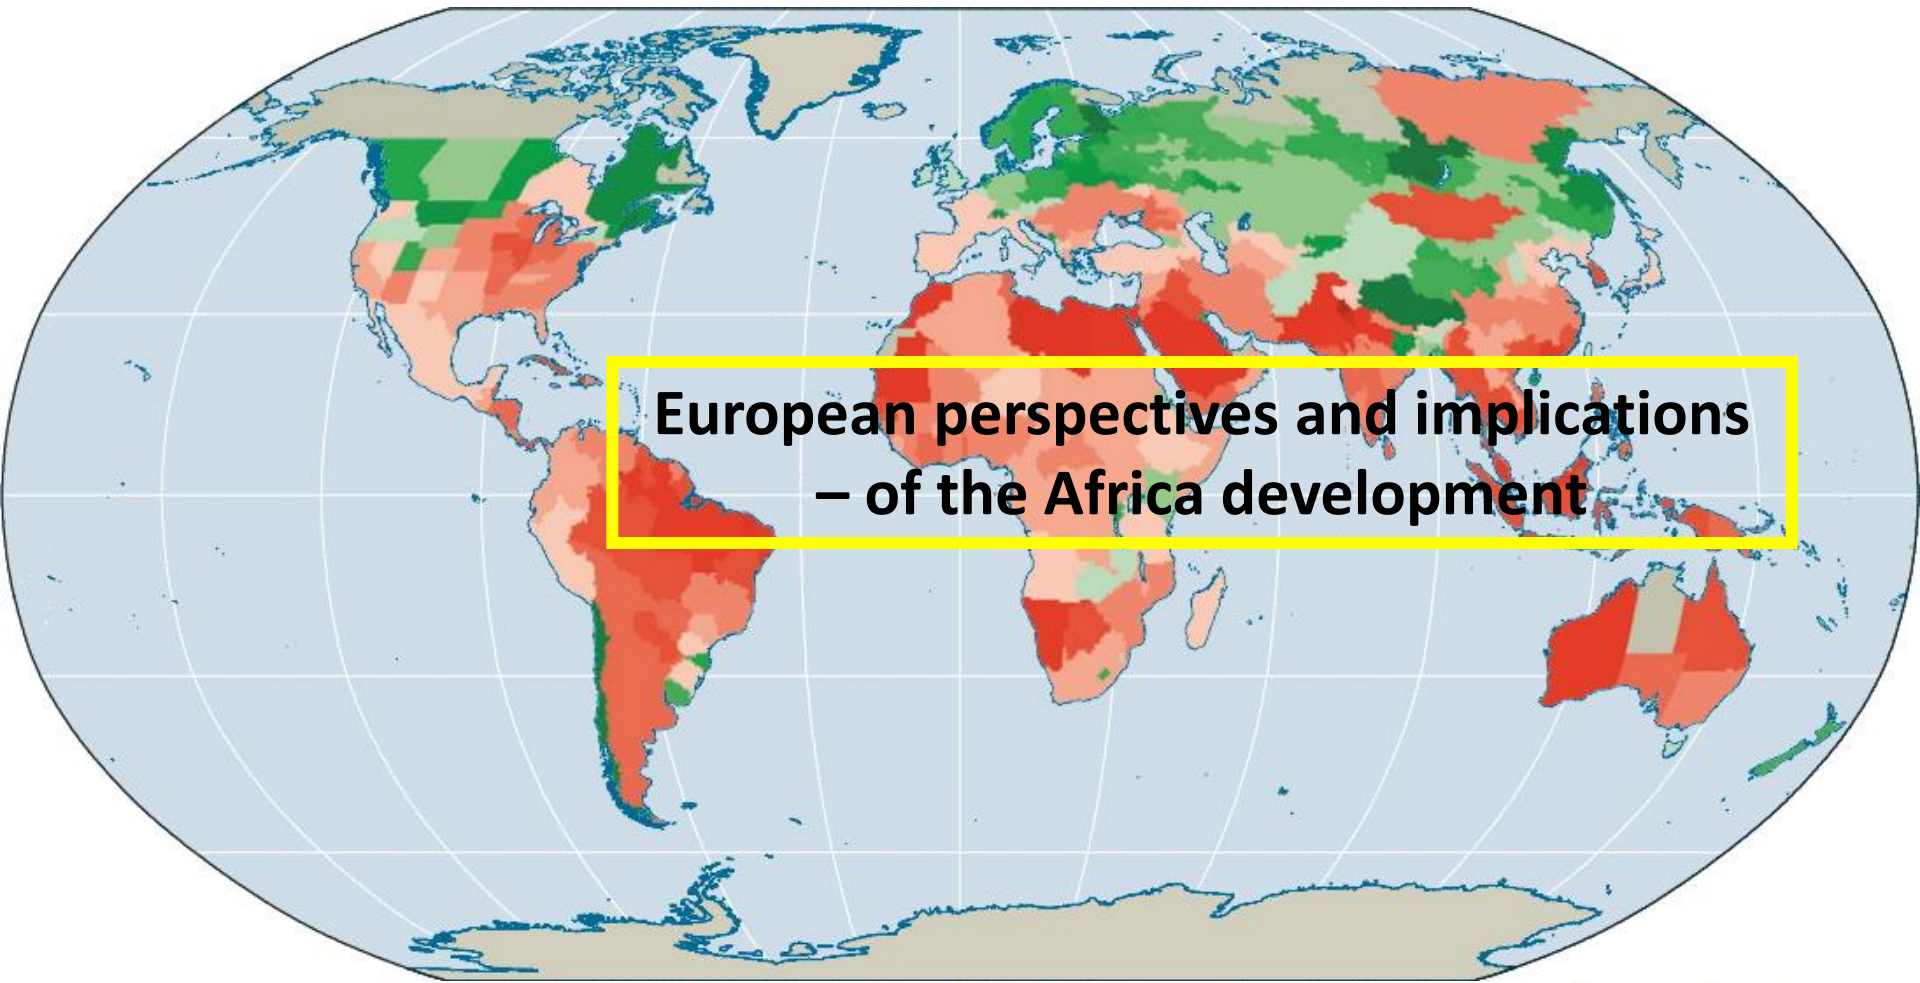 European perspectives and implications
– of the Africa development